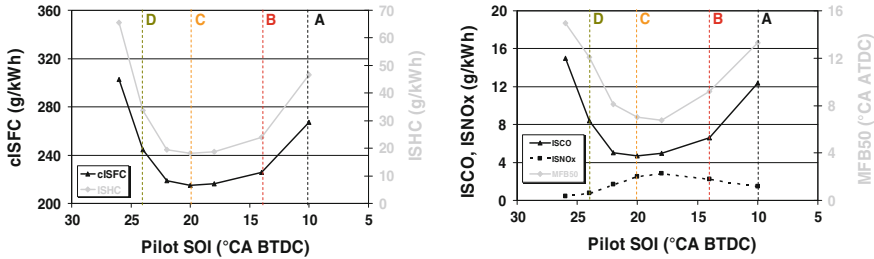 D C B A
360
320
280
240
200
cISFC (g/kWh)
cISFC
ISHC
70
60
50
40
30
20
10
0
ISHC (g/kWh)
30 25 20 15 10 5
Pilot SOI (°CA BTDC)
D C B A
20
16
12
8
4
0
ISCO, ISNOx (g/kWh)
ISCO
ISNOx
MFB50
16
12
8
4
0
MFB50 (°CA ATDC)
30 25 20 15 10 5
Pilot SOI (°CA BTDC)